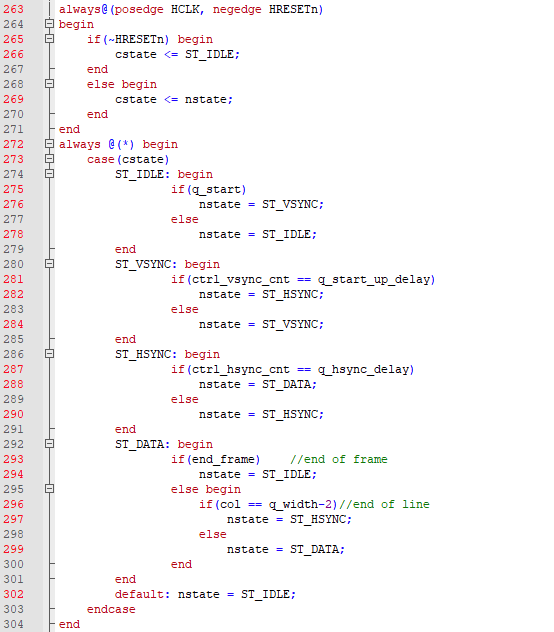 263 always@(posedge HCLK, negedge HRESETn)
264 begin
265     if(~HRESETn) begin
266         cstate <= ST_IDLE;
267     end
268     else begin
269         cstate <= nstate;
270     end
271 end
272 always @(*) begin
273     case(cstate)
274         ST_IDLE: begin
275                 if(q_start)
276                     nstate = ST_VSYNC;
277                 else
278                     nstate = ST_IDLE;
279         end
280         ST_VSYNC: begin
281                 if(ctrl_vsync_cnt == q_start_up_delay)
282                     nstate = ST_HSYNC;
283                 else
284                     nstate = ST_VSYNC;
285         end
286         ST_HSYNC: begin
287                 if(ctrl_hsync_cnt == q_hsync_delay)
288                     nstate = ST_DATA;
289                 else
290                     nstate = ST_HSYNC;
291         end
292         ST_DATA: begin
293                 if(end_frame)    //end of frame
294                     nstate = ST_IDLE;
295                 else begin
296                     if(col == q_width-2)//end of line
297                         nstate = ST_HSYNC;
298                     else
299                         nstate = ST_DATA;
300                 end
301         end
302         default: nstate = ST_IDLE;
303     endcase
304 end